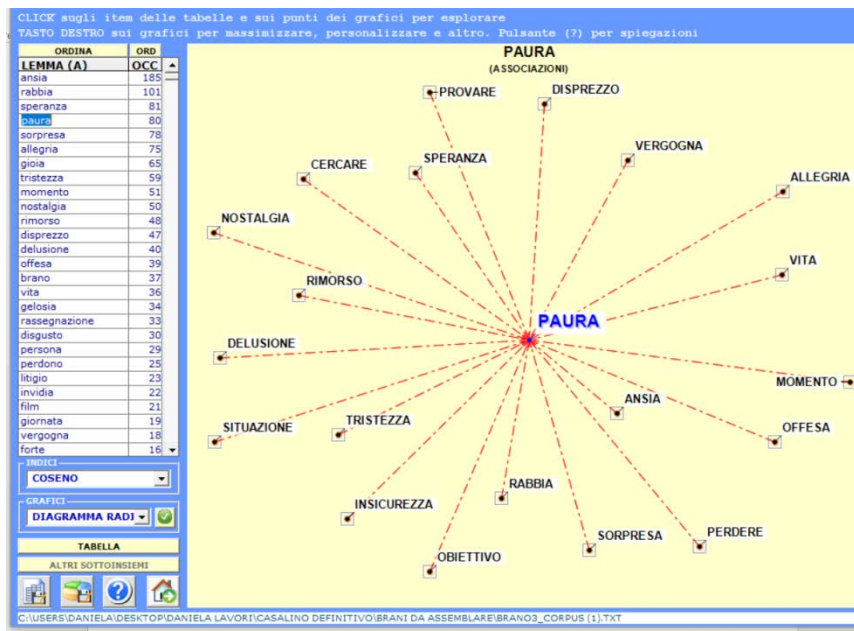 CLICK sugli item delle tabelle e sui punti dei grafici per esplorare
TASTO DESTRO sui grafici per massimizzare, personalizzare e altro. Pulsante (?) per spiegazioni
ORDINA ORD
LEMMA (A) OCC
ansia 185
rabbia 101
speranza 81
paura 80
sorpresa 78
allegria 75
gioia 65
tristezza 59
momento 51
nostalgia 50
rimorso 48
disprezzo 47
delusione 40
offesa 39
brano 37
vita 36
gelosia 34
rassegnazione 33
disgusto 30
persona 29
perdono 25
litigio 23
invidia 22
film 21
giornata 19
vergogna 18
forte 16
INDICI
COSENO
GRAFICI
DIAGRAMMA RADI
TABELLA
ALTRI SOTTOINSIEMI
PAURA
(ASSOCIAZIONI)
PROVARE
DISPREZZO
VERGOGNA
SPERANZA
CERCARE
ALLEGRIA
NOSTALGIA
VITA
RIMORSO
PAURA
DELUSIONE
MOMENTO
ANSIA
TRISTEZZA
SITUAZIONE
OFFESA
RABBIA
INSICUREZZA
PERDERE
SORPRESA
OBIETTIVO
C:\USERS\DANIELA\DESKTOP\DANIELA LAVORI\CASALINO DEFINITIVO\BRANI DA ASSEMBLARE\BRANO3_CORPUS (1).TXT